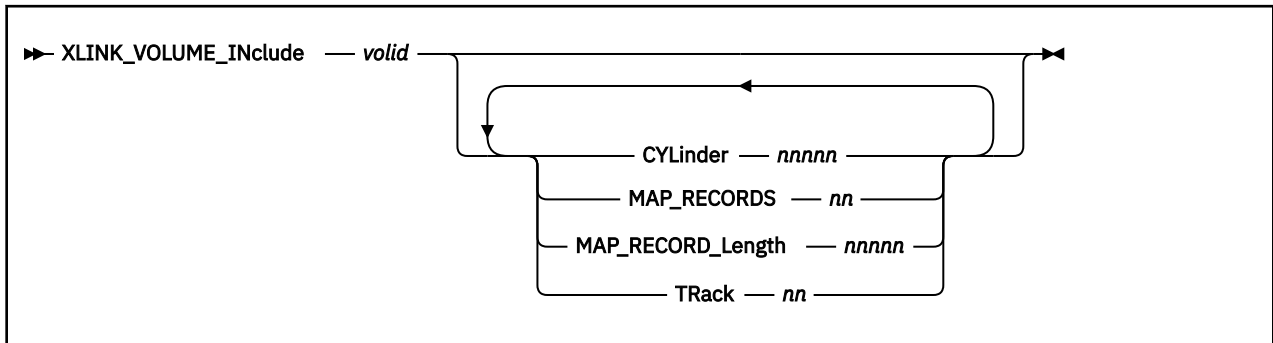 XLINK_VOLUME_INclude volid
CYLinder nnnnn
MAP_RECORDS nn
MAP_RECORD_Length nnnnn
TRack nn